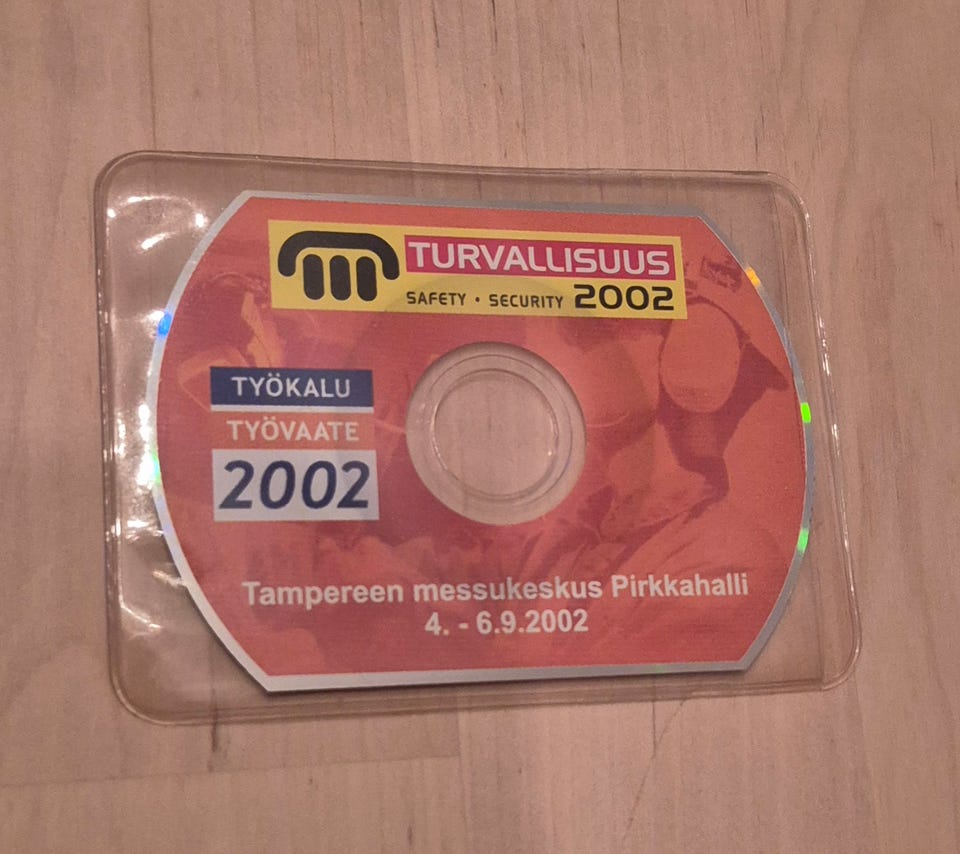 TURVALLISUUS
SAFETY • SECURITY 2002
TYÖKALU
TYÖVAATE
2002
Tampereen messukeskus Pirkkahalli
4. - 6.9.2002